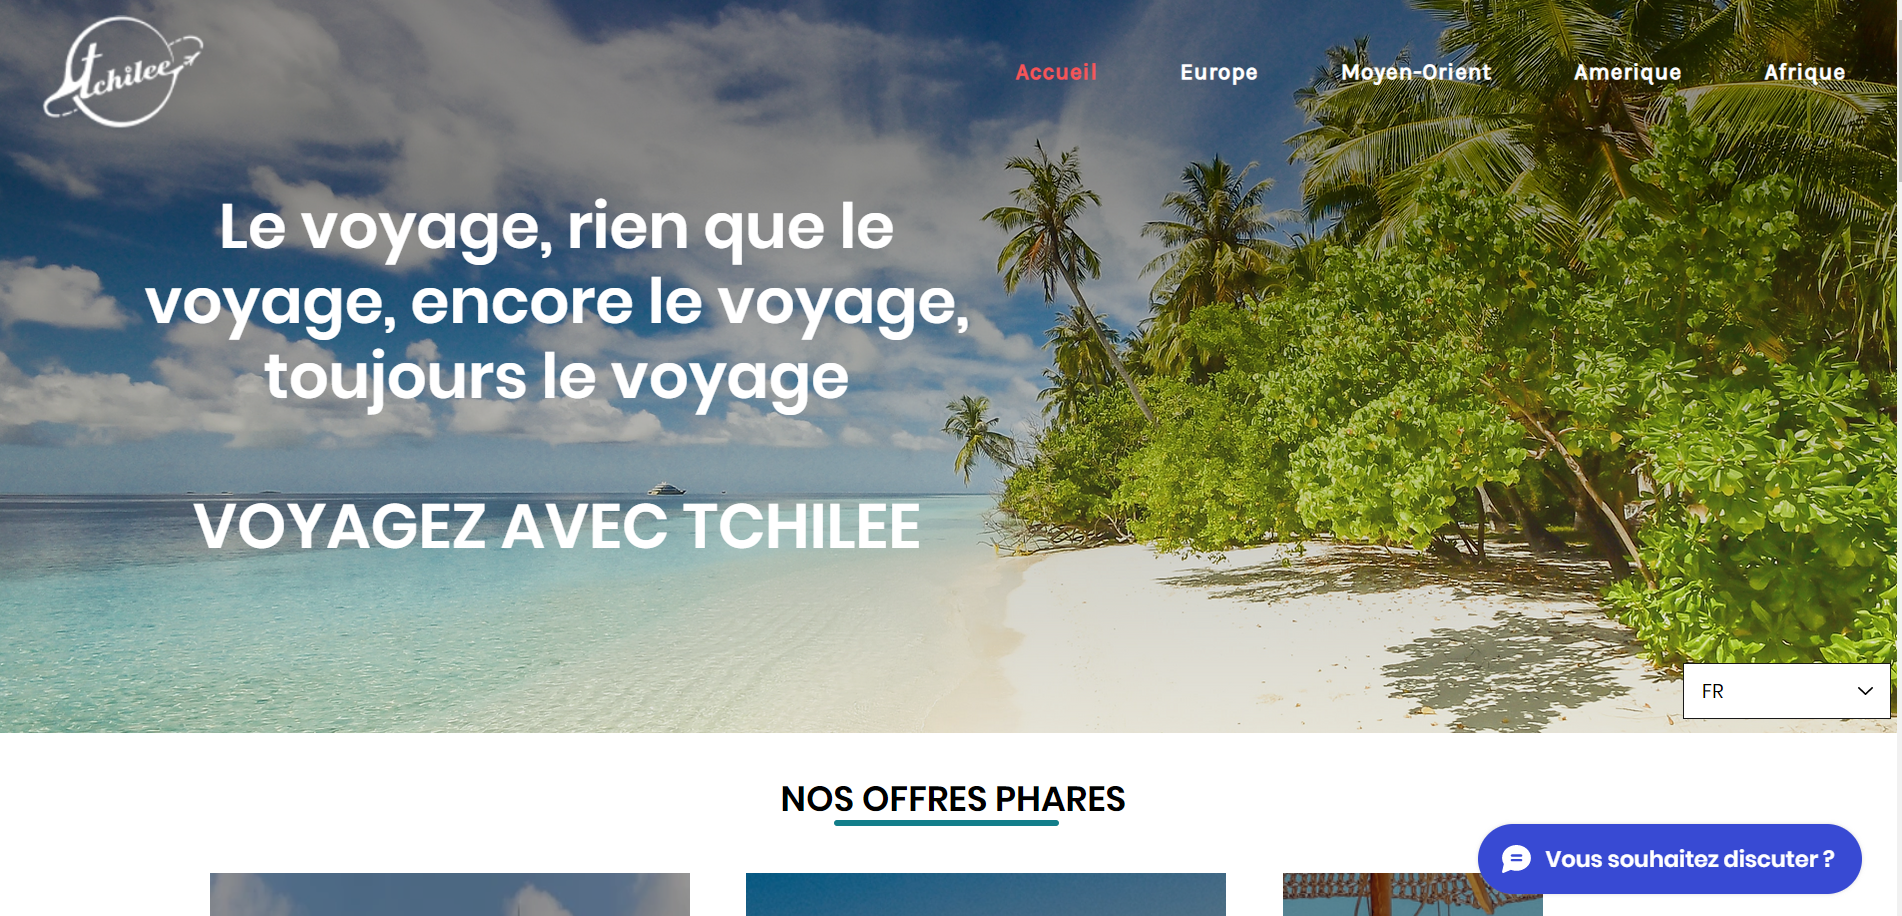 Tchilee
Accueil
Europe
Moyen-Orient
Amerique
Afrique
Le voyage, rien que le
voyage, encore le voyage,
toujours le voyage
VOYAGEZ AVEC TCHILEE
FR
NOS OFFRES PHARES
Vous souhaitez discuter ?